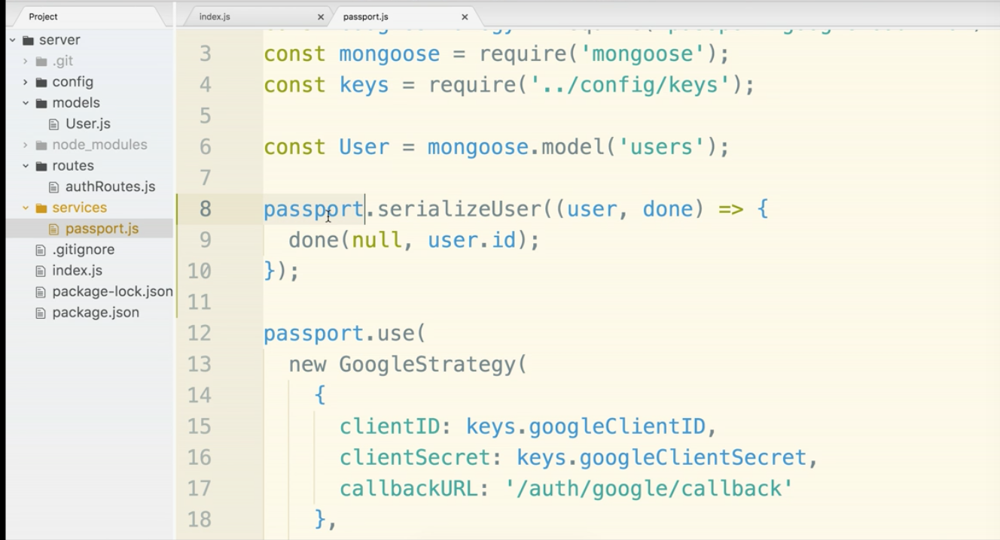 Project
index.js
passport.js
server
.git
config
models
User.js
node_modules
routes
authRoutes.js
services
passport.js
.gitignore
index.js
package-lock.json
package.json
3 const mongoose = require('mongoose');
4 const keys = require('../config/keys');
5
6 const User = mongoose.model('users');
7
8 passport.serializeUser((user, done) => {
9 done(null, user.id);
10 });
11
12 passport.use(
13 new GoogleStrategy(
14 {
15 clientID: keys.googleClientID,
16 clientSecret: keys.googleClientSecret,
17 callbackURL: '/auth/google/callback'
18 },